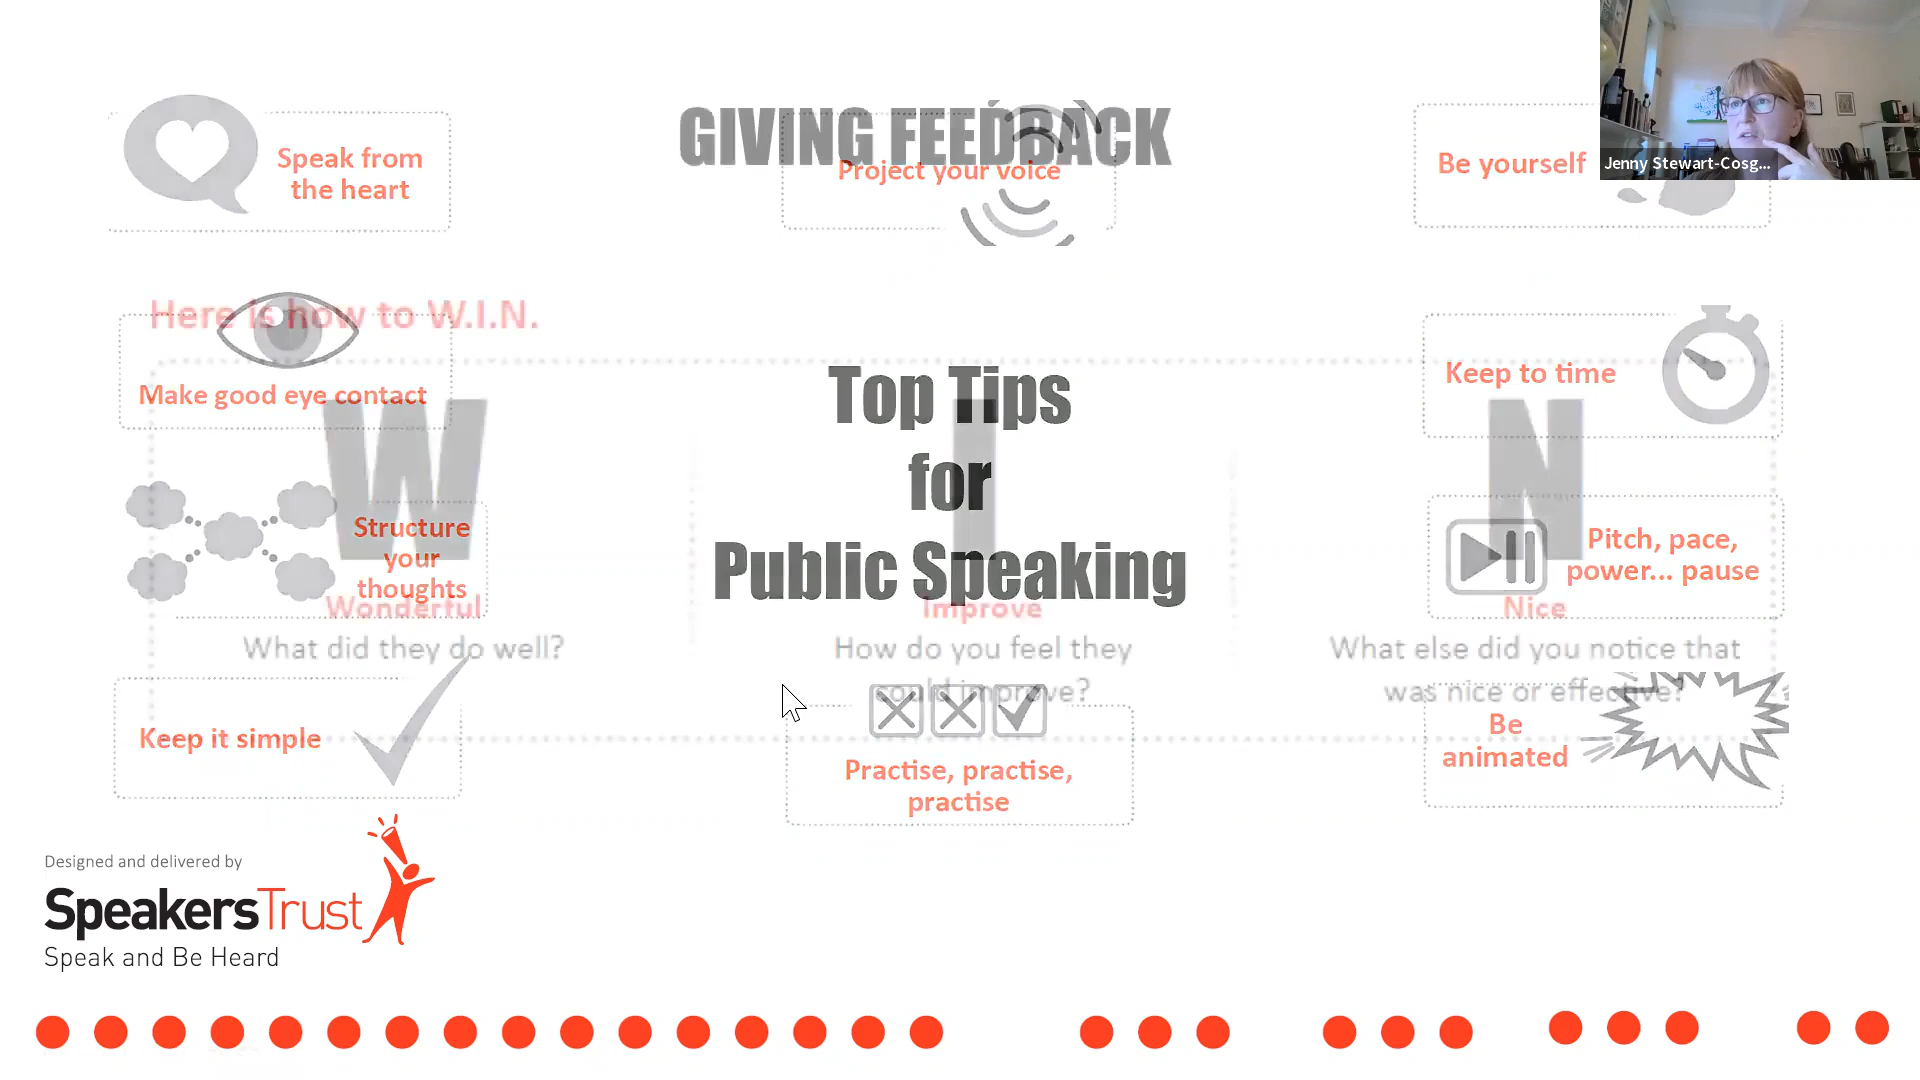 GIVING FEEDBACK
Speak from
the heart
Project your voice
Be yourself
Jenny Stewart-Cosg...
Here is how to W.I.N.
Make good eye contact
Keep to time
Top Tips
for
Public Speaking
W
I
N
Structure
your
thoughts
Pitch, pace,
power... pause
Wonderful
What did they do well?
Improve
How do you feel they
could improve?
Nice
What else did you notice that
was nice or effective?
Keep it simple
Practise, practise,
practise
Be
animated
Designed and delivered by
SpeakersTrust
Speak and Be Heard